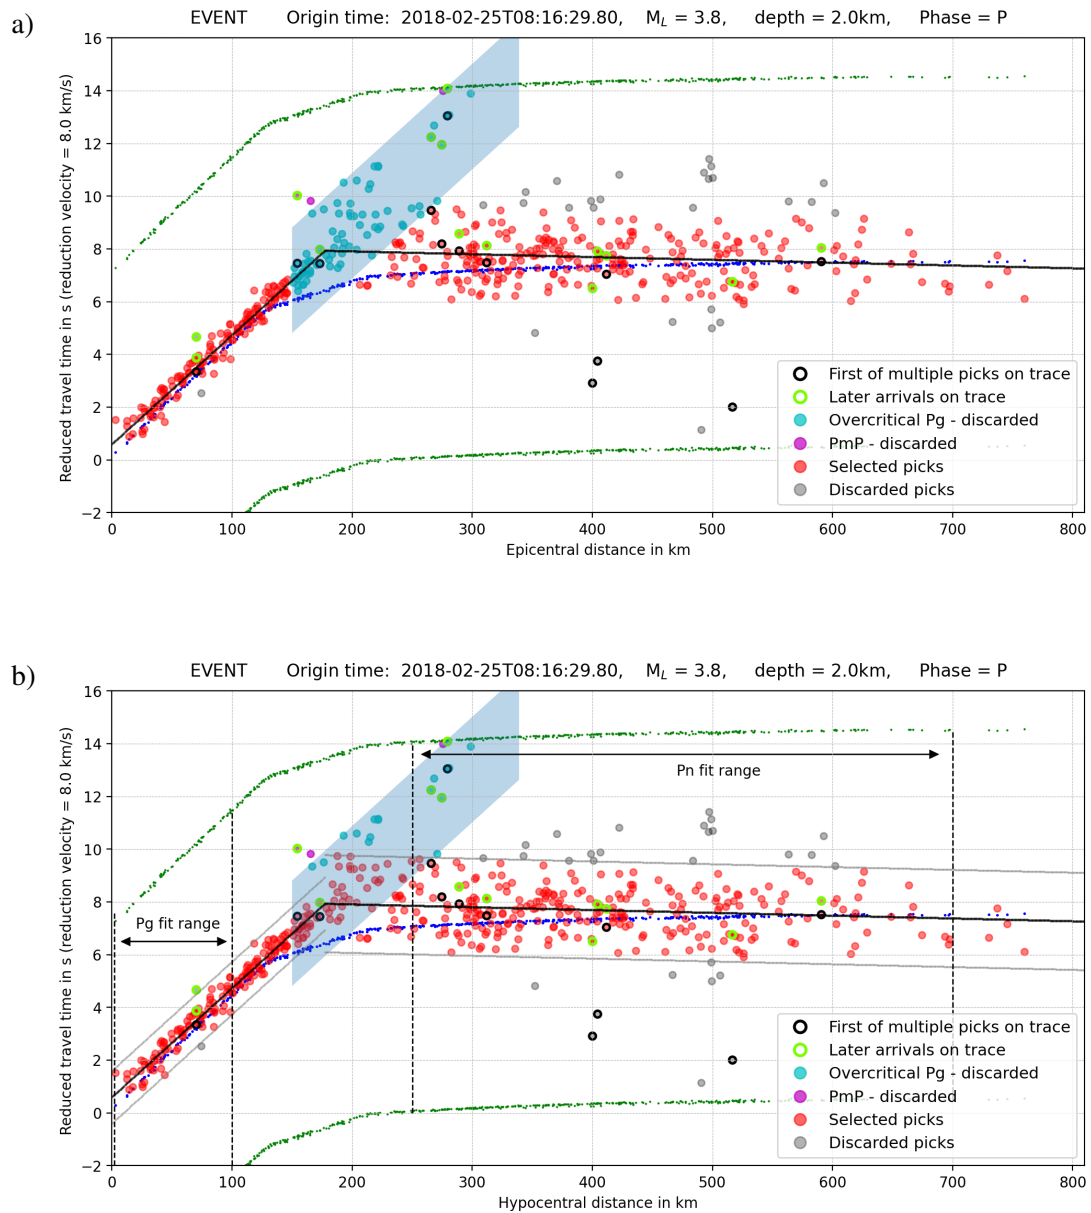 a)
EVENT Origin time: 2018-02-25T08:16:29.80, M_L = 3.8, depth = 2.0km, Phase = P
Reduced travel time in s (reduction velocity = 8.0 km/s)
16
14
12
10
8
6
4
2
0
−2
First of multiple picks on trace
Later arrivals on trace
Overcritical Pg - discarded
PmP - discarded
Selected picks
Discarded picks
0 100 200 300 400 500 600 700 800
Epicentral distance in km
b)
EVENT Origin time: 2018-02-25T08:16:29.80, M_L = 3.8, depth = 2.0km, Phase = P
Reduced travel time in s (reduction velocity = 8.0 km/s)
16
14
12
10
8
6
4
2
0
−2
Pn fit range
Pg fit range
First of multiple picks on trace
Later arrivals on trace
Overcritical Pg - discarded
PmP - discarded
Selected picks
Discarded picks
0 100 200 300 400 500 600 700 800
Hypocentral distance in km